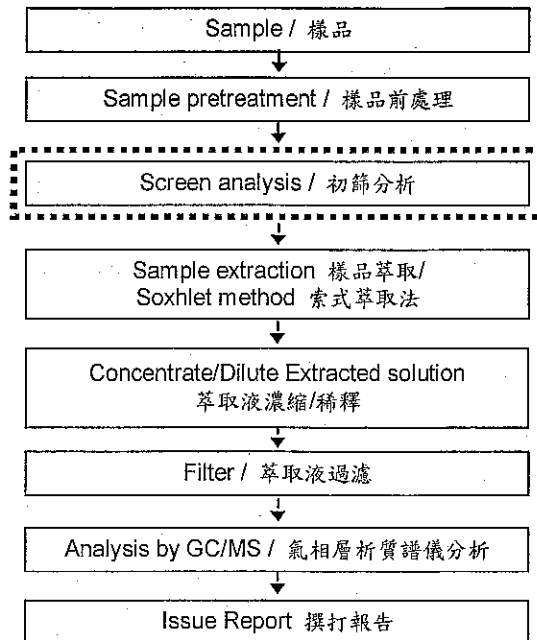 Sample / 樣品
Sample pretreatment / 樣品前處理
Screen analysis / 初篩分析
Sample extraction 樣品萃取/
Soxhlet method 索式萃取法
Concentrate/Dilute Extracted solution
萃取液濃縮/稀釋
Filter / 萃取液過濾
Analysis by GC/MS / 氣相層析質譜儀分析
Issue Report 撰打報告